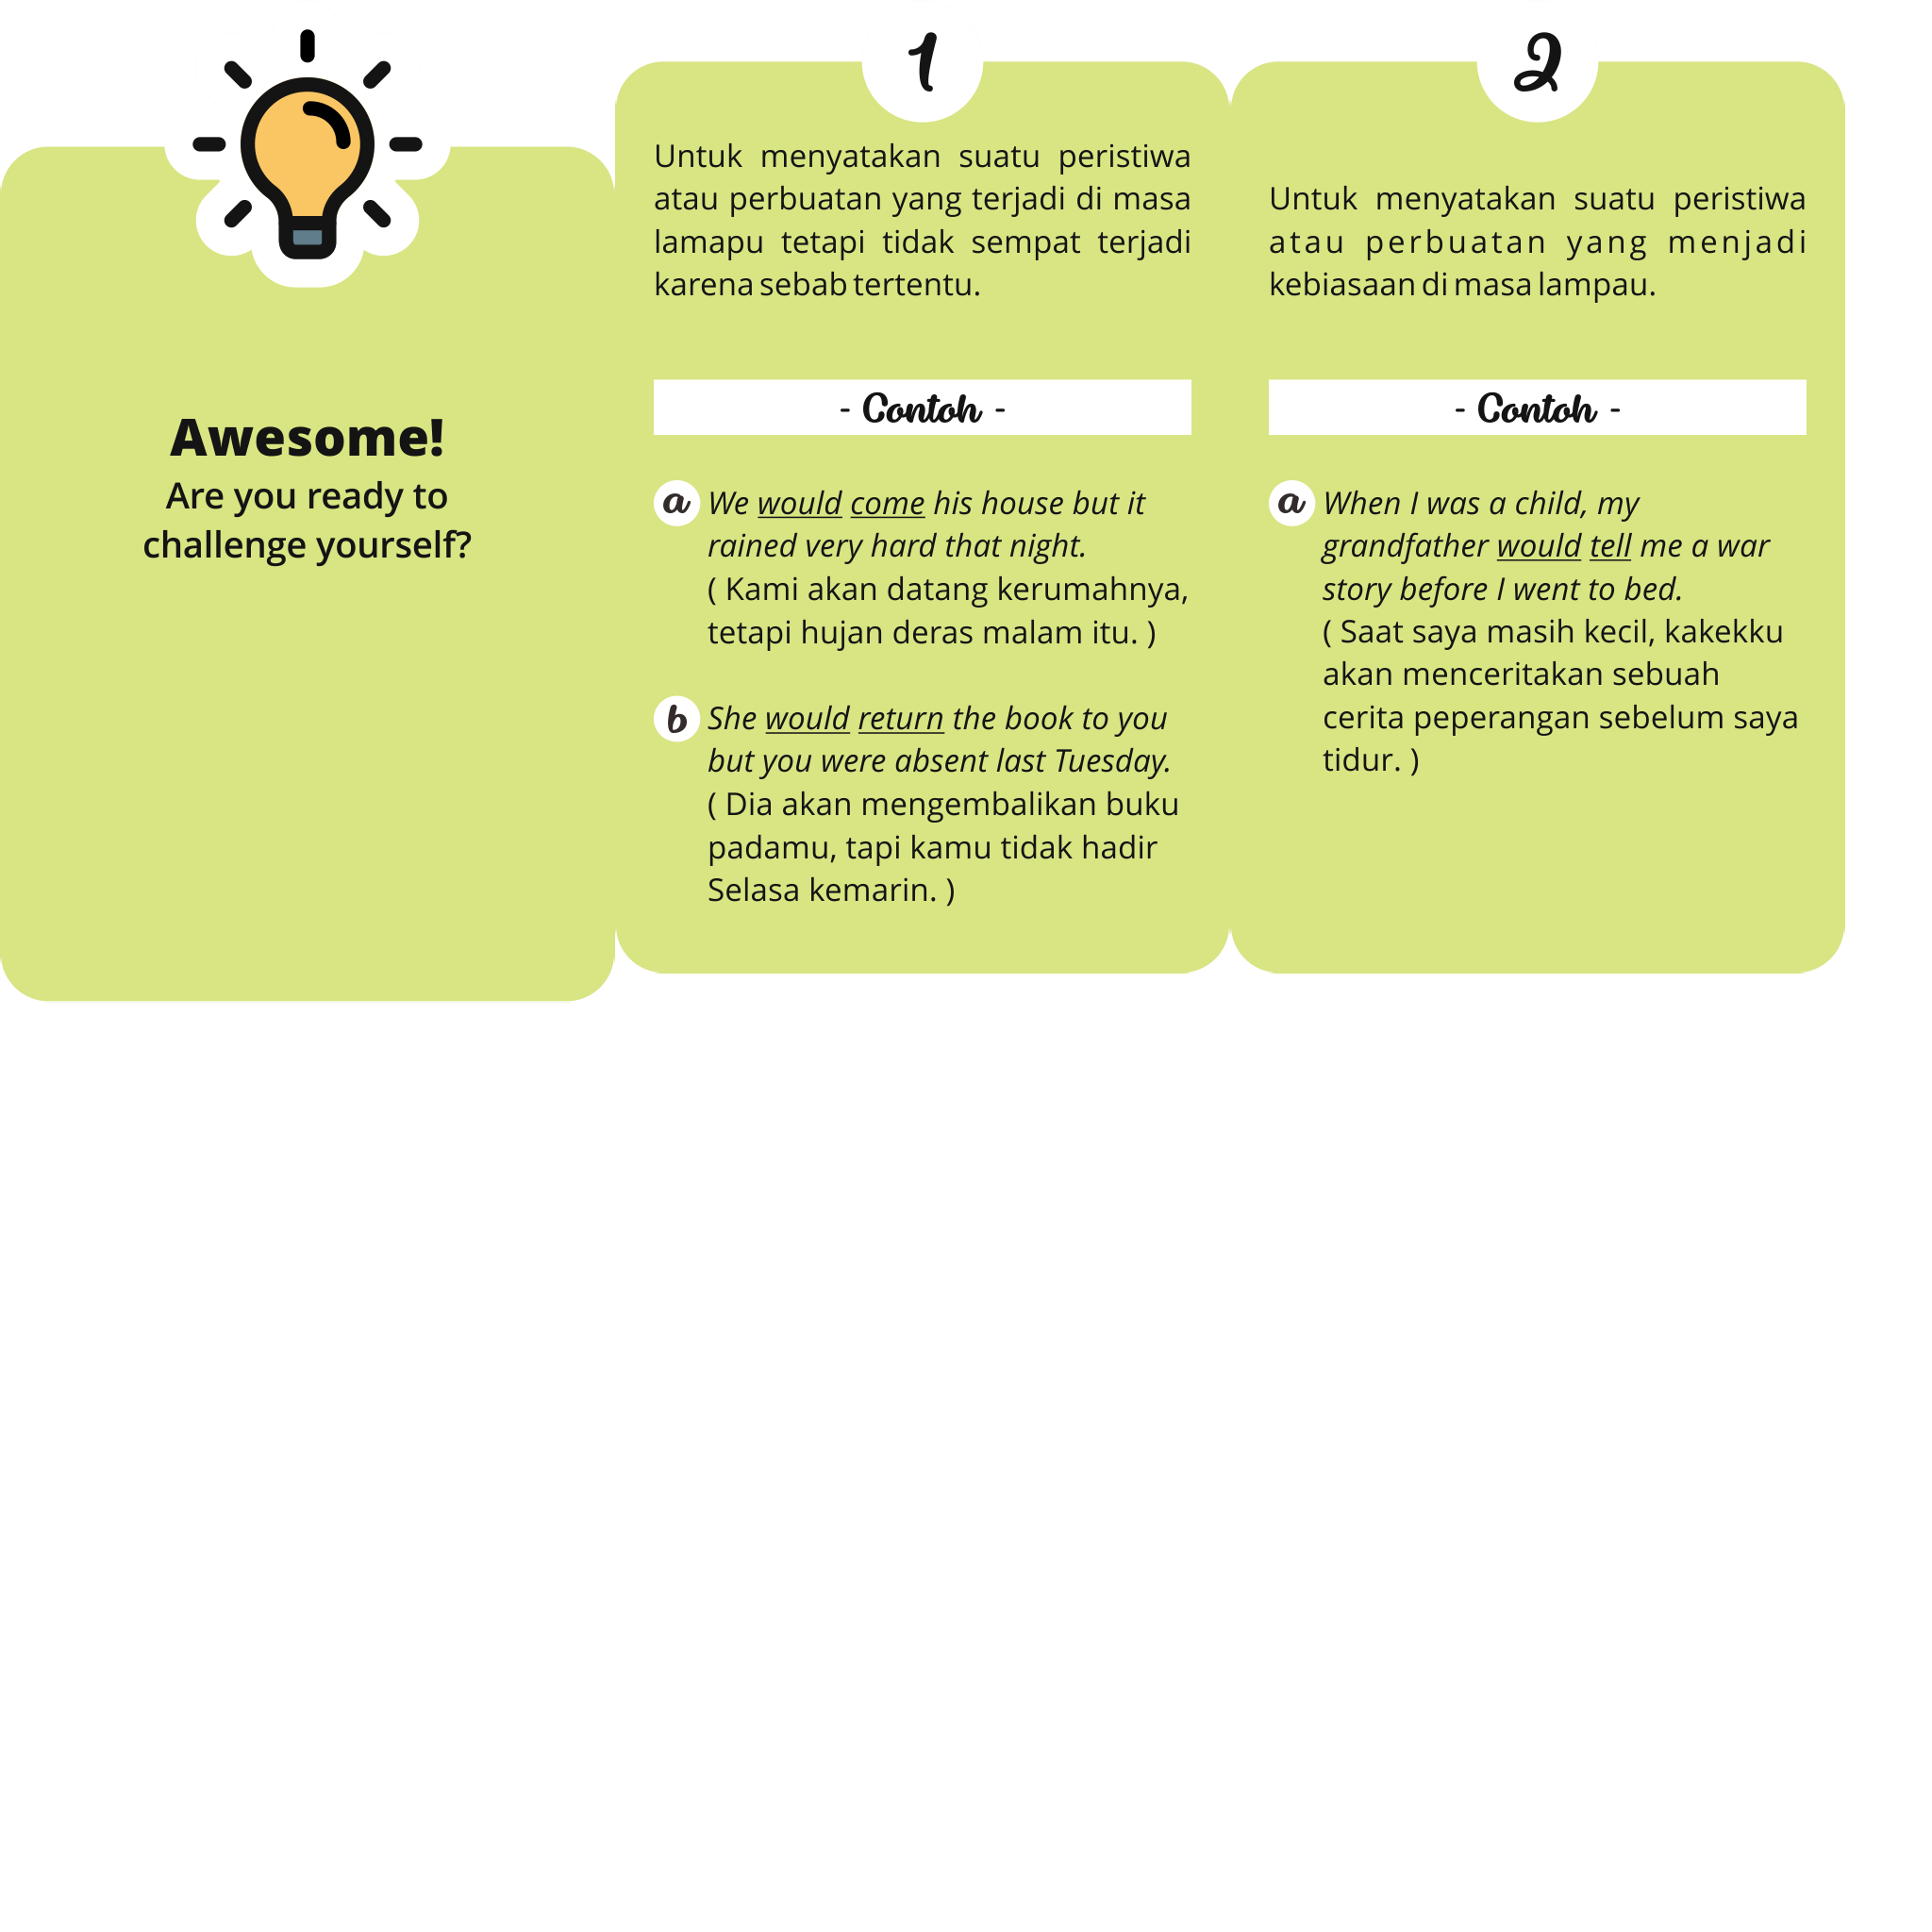 Awesome!
Are you ready to
challenge yourself?
1
Untuk menyatakan suatu peristiwa
atau perbuatan yang terjadi di masa
lamapu tetapi tidak sempat terjadi
karena sebab tertentu.
- Contoh -
a We would come his house but it
rained very hard that night.
( Kami akan datang kerumahnya,
tetapi hujan deras malam itu. )
b She would return the book to you
but you were absent last Tuesday.
( Dia akan mengembalikan buku
padamu, tapi kamu tidak hadir
Selasa kemarin. )
2
Untuk menyatakan suatu peristiwa
atau perbuatan yang menjadi
kebiasaan di masa lampau.
- Contoh -
a When I was a child, my
grandfather would tell me a war
story before I went to bed.
( Saat saya masih kecil, kakekku
akan menceritakan sebuah
cerita peperangan sebelum saya
tidur. )